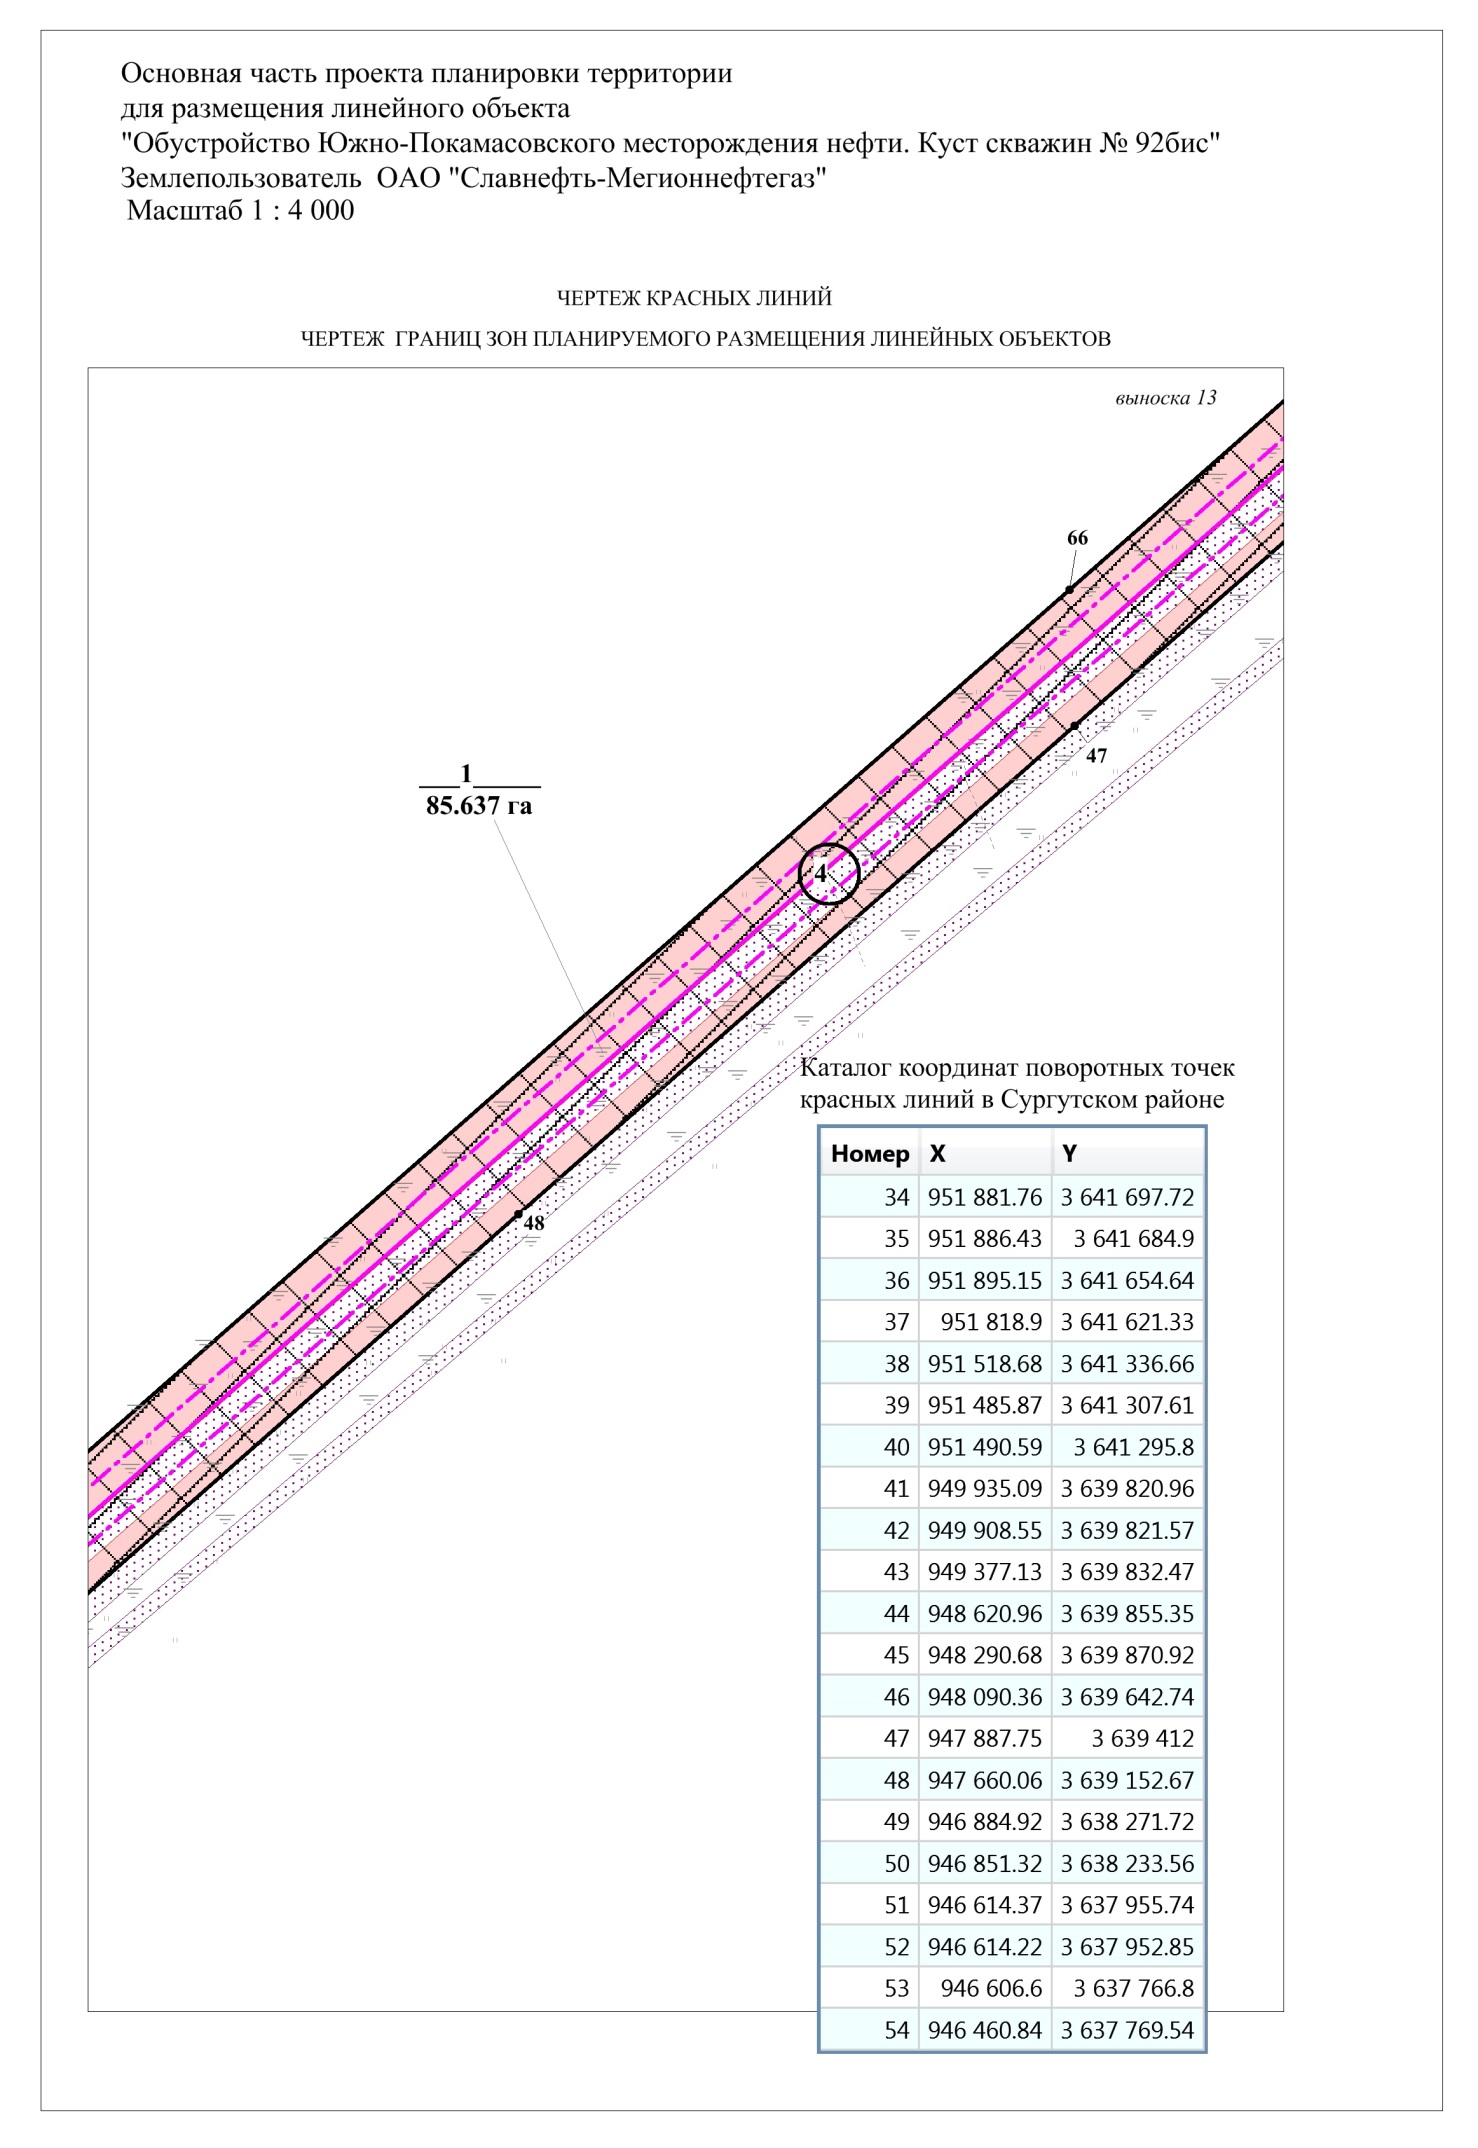 Основная часть проекта планировки территории
для размещения линейного объекта
"Обустройство Южно-Покамасовского месторождения нефти. Куст скважин № 92бис"
Землепользователь ОАО "Славнефть-Мегионнефтегаз"
Масштаб 1 : 4 000
ЧЕРТЕЖ КРАСНЫХ ЛИНИЙ
ЧЕРТЕЖ ГРАНИЦ ЗОН ПЛАНИРУЕМОГО РАЗМЕЩЕНИЯ ЛИНЕЙНЫХ ОБЪЕКТОВ
выноска 13
66
47
1
85.637 га
4
48
Каталог координат поворотных точек
красных линий в Сургутском районе
Номер X Y
34 951 881.76 3 641 697.72
35 951 886.43 3 641 684.9
36 951 895.15 3 641 654.64
37 951 818.9 3 641 621.33
38 951 518.68 3 641 336.66
39 951 485.87 3 641 307.61
40 951 490.59 3 641 295.8
41 949 935.09 3 639 820.96
42 949 908.55 3 639 821.57
43 949 377.13 3 639 832.47
44 948 620.96 3 639 855.35
45 948 290.68 3 639 870.92
46 948 090.36 3 639 642.74
47 947 887.75 3 639 412
48 947 660.06 3 639 152.67
49 946 884.92 3 638 271.72
50 946 851.32 3 638 233.56
51 946 614.37 3 637 955.74
52 946 614.22 3 637 952.85
53 946 606.6 3 637 766.8
54 946 460.84 3 637 769.54